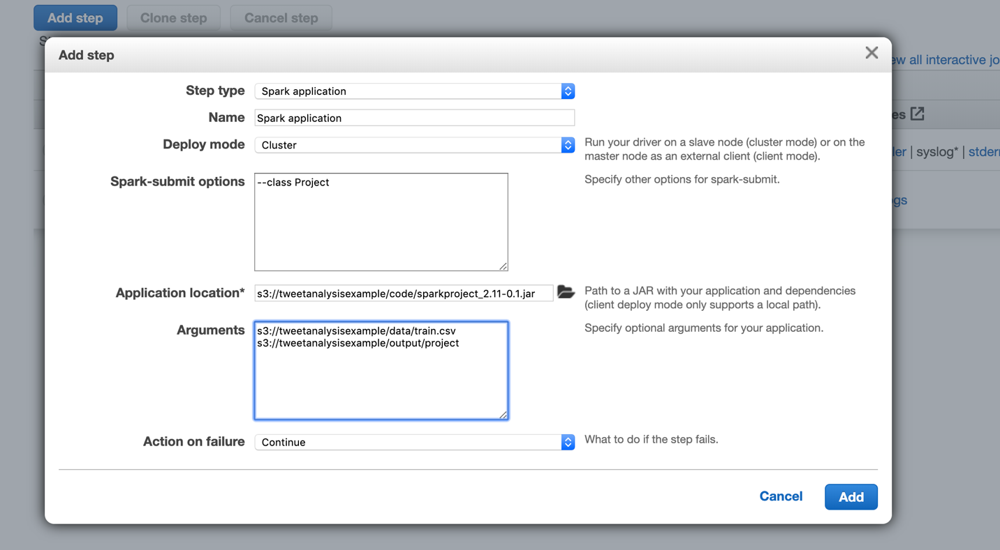 Add step Clone step Cancel step
Add step
ew all interactive jo
Step type Spark application
Name Spark application
es
Deploy mode Cluster Run your driver on a slave node (cluster mode) or on the
master node as an external client (client mode).
ler | syslog* | stderr
Spark-submit options --class Project Specify other options for spark-submit.
gs
Application location* s3://tweetanalysisexample/code/sparkproject_2.11-0.1.jar Path to a JAR with your application and dependencies
(client deploy mode only supports a local path).
Arguments s3://tweetanalysisexample/data/train.csv Specify optional arguments for your application.
s3://tweetanalysisexample/output/project
Action on failure Continue What to do if the step fails.
Cancel Add